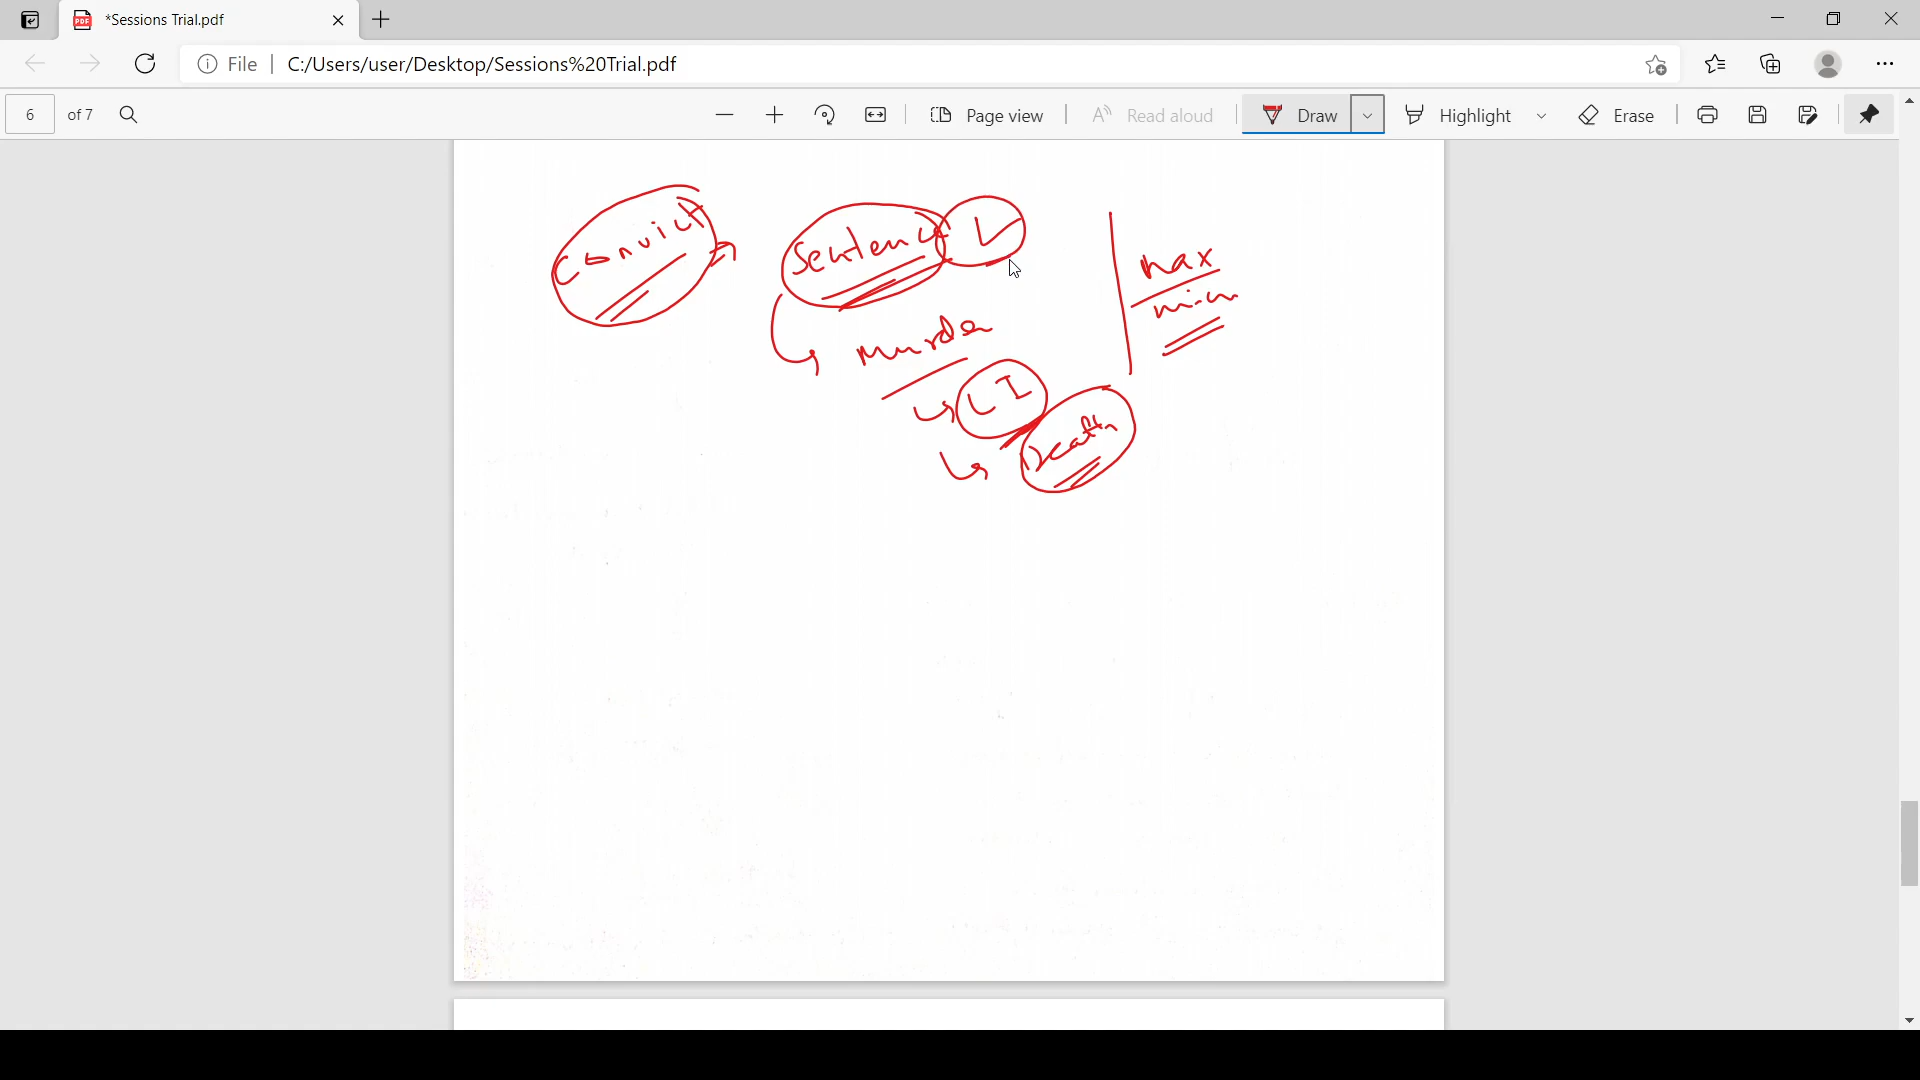 *Sessions Trial.pdf
File | C:/Users/user/Desktop/Sessions%20Trial.pdf
6 of 7 Page view Read aloud Draw Highlight Erase
PDF
Convict Sentence
max
min
Murder
LI
Death